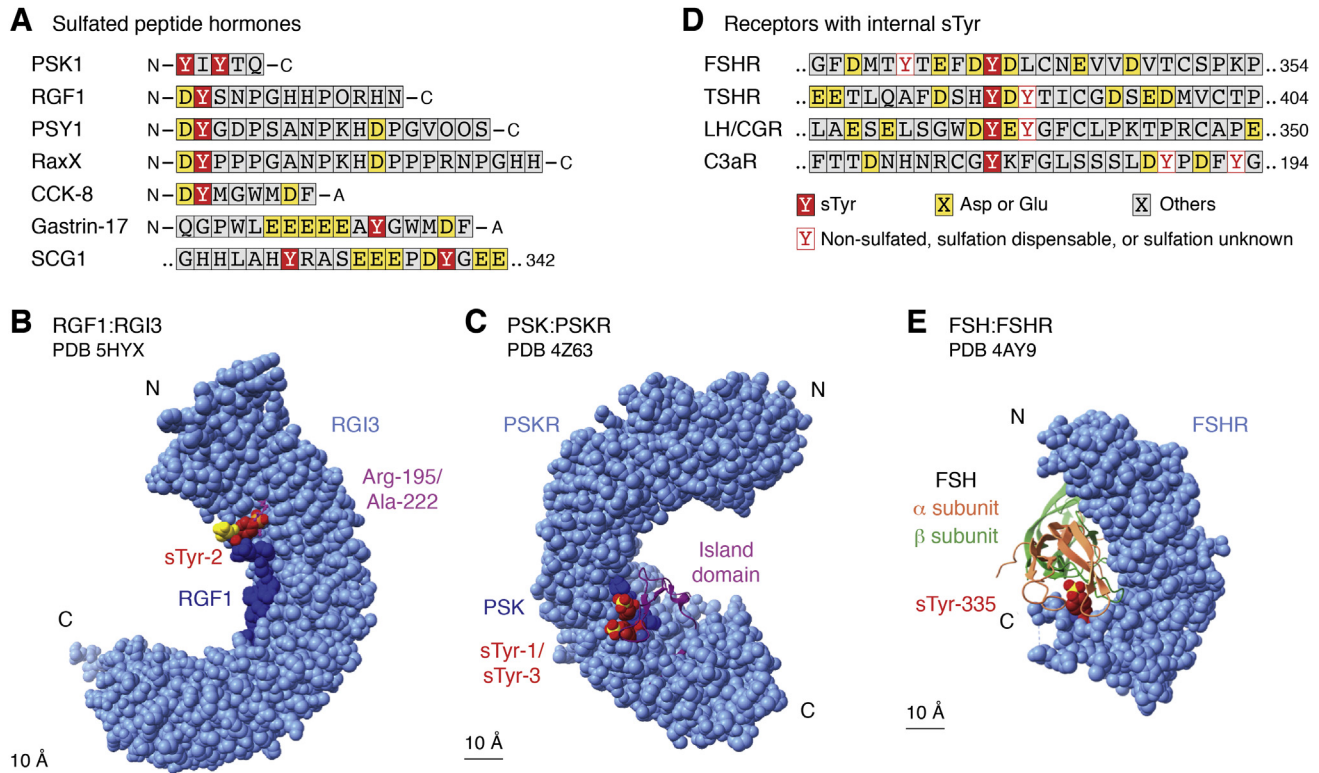 A Sulfated peptide hormones
PSK1 N–YIYTQ–C
RGF1 N–DYSNPGHHPORHN–C
PSY1 N–DYGDPSANPKHDPGVOOS–C
RaxX N–DYPPPGANPKHDPPPRNPGHH–C
CCK-8 N–DYMGWMDF–A
Gastrin-17 N–QGPWLEEEEEAYGWMDF–A
SCG1 ..GHHLAHYRASEEEPDYGEE..342
D Receptors with internal sTyr
FSHR ..GFDMTYTEFDYDLCNEVVDVTCSPKP..354
TSHR ..EETLQAFDSHYDYTICGDSEDMVCTP..404
LH/CGR ..LAESELSGWDYEYGFCLPKTPRCAPE..350
C3aR ..FTTDNHNRCGYKFGLSSSLDYPDFYG..194
Y sTyr X Asp or Glu X Others
Y Non-sulfated, sulfation dispensable, or sulfation unknown
B RGF1:RGI3
PDB 5HYX
N
RGI3
Arg-195/
Ala-222
sTyr-2
RGF1
C
10 Å
C PSK:PSKR
PDB 4Z63
PSKR
N
Island
domain
PSK
sTyr-1/
sTyr-3
C
10 Å
E FSH:FSHR
PDB 4AY9
N
FSHR
FSH
α subunit
β subunit
sTyr-335
C
10 Å